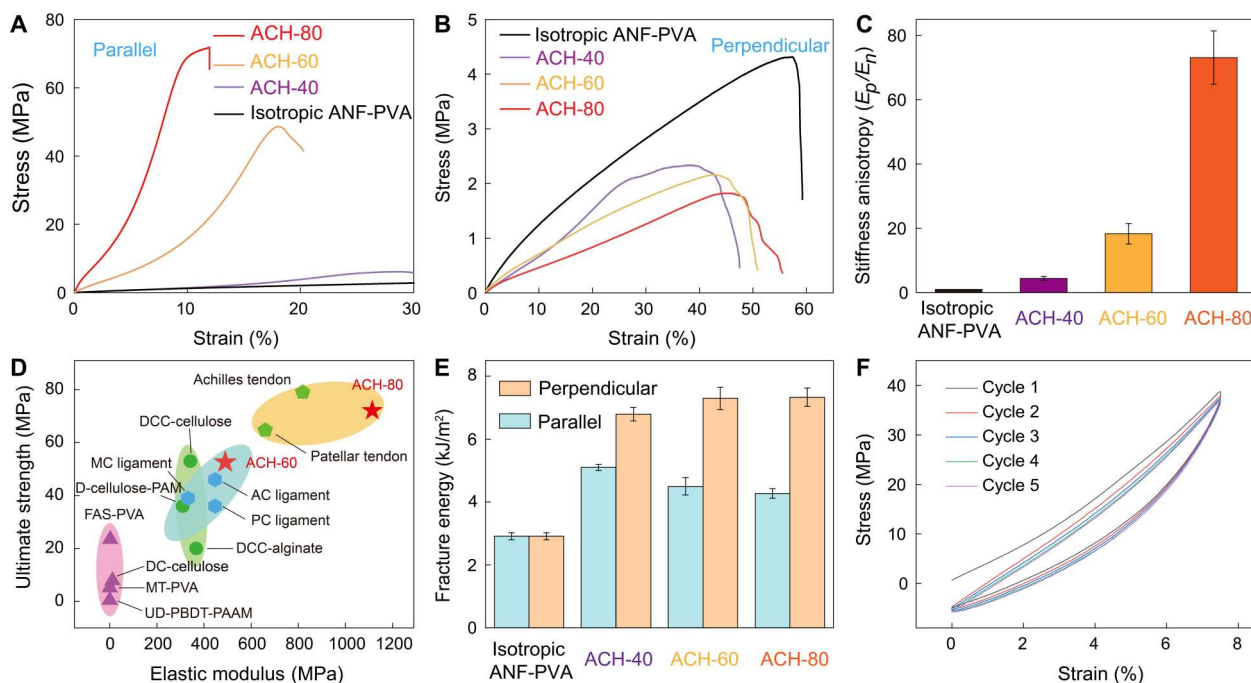 A
Parallel
ACH-80
ACH-60
ACH-40
Isotropic ANF-PVA
Stress (MPa)
80
60
40
20
0
0
10
20
30
Strain (%)
B
Isotropic ANF-PVA
Perpendicular
ACH-40
ACH-60
ACH-80
Stress (MPa)
5
4
3
2
1
0
0
10
20
30
40
50
60
Strain (%)
C
Stiffness anisotropy (Ep/En)
80
60
40
20
0
Isotropic
ANF-PVA
ACH-40
ACH-60
ACH-80
D
Ultimate strength (MPa)
80
60
40
20
0
Achilles tendon
ACH-80
DCC-cellulose
Patellar tendon
MC ligament
ACH-60
D-cellulose-PAM
AC ligament
FAS-PVA
PC ligament
DCC-alginate
DC-cellulose
MT-PVA
UD-PBDT-PAAM
0
200
400
600
800
1000
1200
Elastic modulus (MPa)
E
Perpendicular
Parallel
Fracture energy (kJ/m²)
8
6
4
2
0
Isotropic
ANF-PVA
ACH-40
ACH-60
ACH-80
F
Cycle 1
Cycle 2
Cycle 3
Cycle 4
Cycle 5
Stress (MPa)
40
30
20
10
0
0
2
4
6
8
Strain (%)